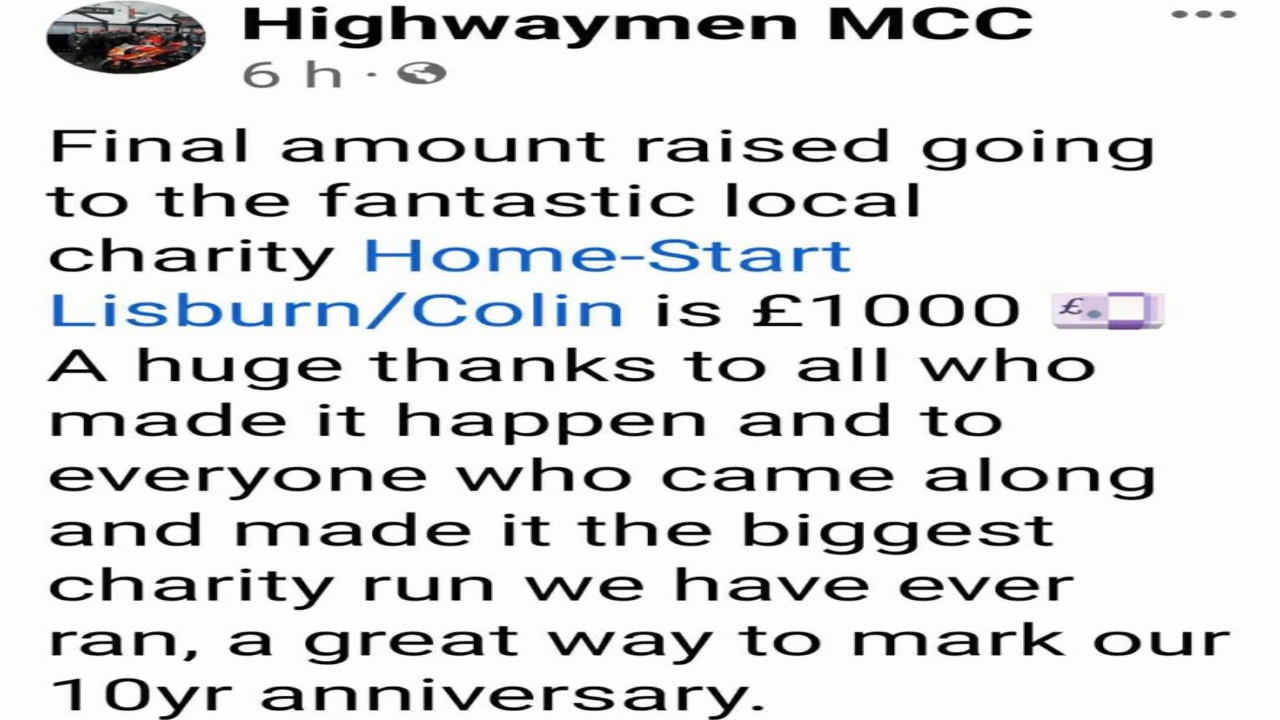 Highwaymen MCC
6 h ·
Final amount raised going
to the fantastic local
charity Home-Start
Lisburn/Colin is £1000 💷
A huge thanks to all who
made it happen and to
everyone who came along
and made it the biggest
charity run we have ever
ran, a great way to mark our
10yr anniversary.